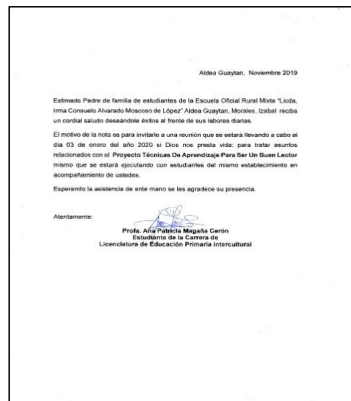 Aldea Guaytan, Noviembre 2019
Estimado Padre de familia de estudiantes de la Escuela Oficial Rural Mixta "Licda.
Irma Consuelo Alvarado Moscoso de López" Aldea Guaytan, Morales, Izabal reciba
un cordial saludo deseándole éxitos al frente de sus labores diarias.
El motivo de la nota es para invitarle a una reunión que se estará llevando a cabo el
día 03 de enero del año 2020 si Dios nos presta vida; para tratar asuntos
relacionados con el Proyecto Técnicas De Aprendizaje Para Ser Un Buen Lector
mismo que se estará ejecutando con estudiantes del mismo establecimiento en
acompañamiento de ustedes.
Esperando la asistencia de ante mano se les agradece su presencia.
Atentamente:
Profa. Ana Patricia Magaña Cerón
Estudiante de la Carrera de
Licenciatura de Educación Primaria Intercultural